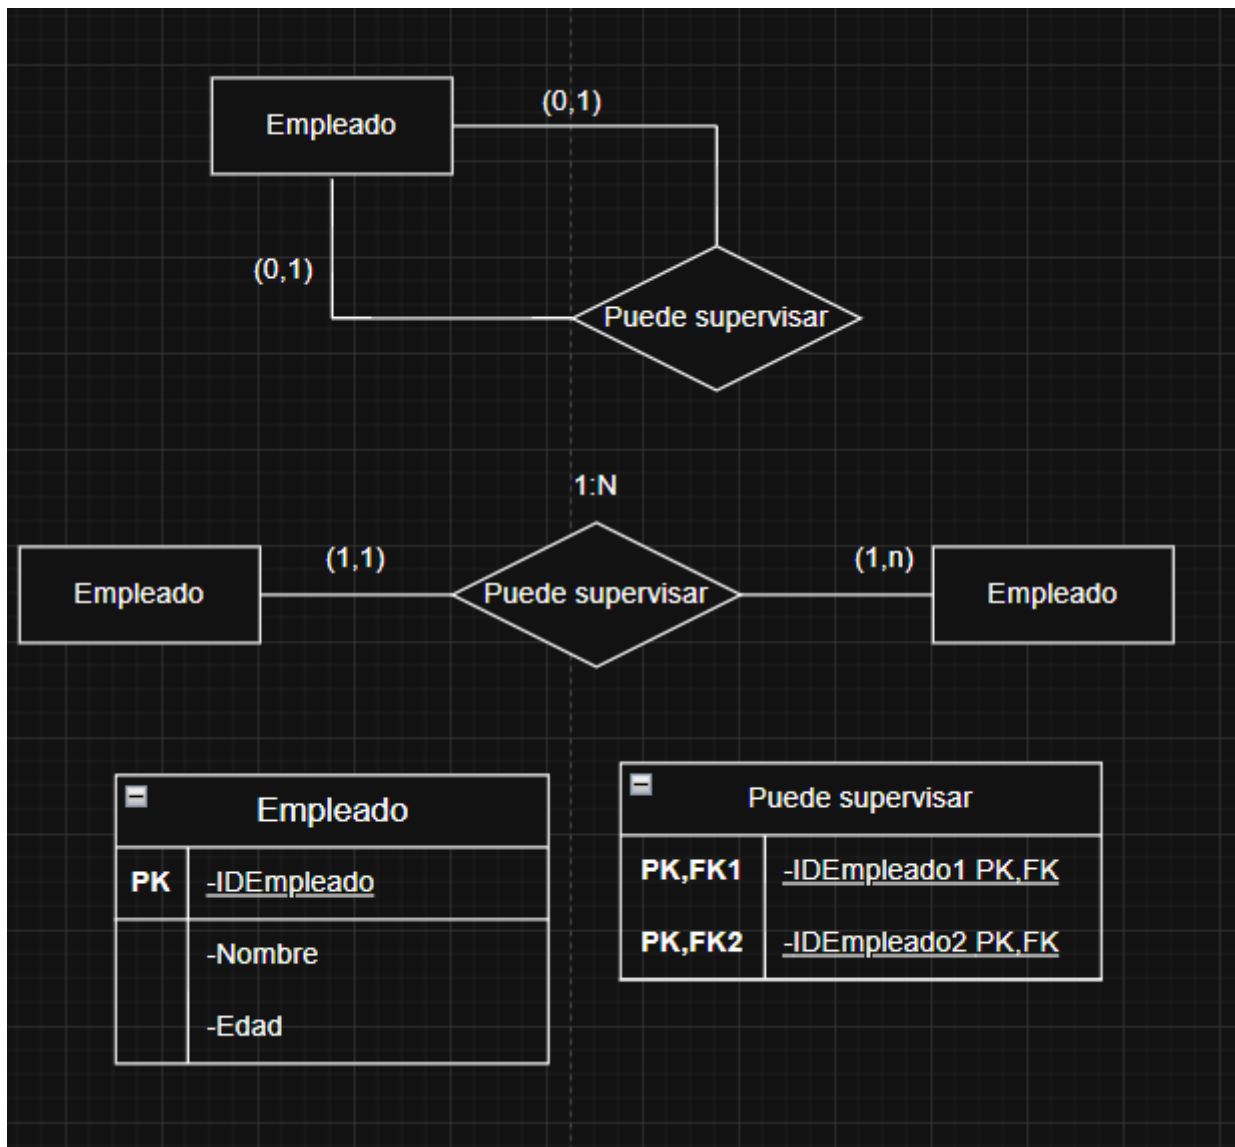 Empleado
(0,1)
(0,1)
Puede supervisar
1:N
Empleado
(1,1)
Puede supervisar
(1,n)
Empleado
Empleado
PK
-IDEmpleado
-Nombre
-Edad
Puede supervisar
PK,FK1
-IDEmpleado1 PK,FK
PK,FK2
-IDEmpleado2 PK,FK